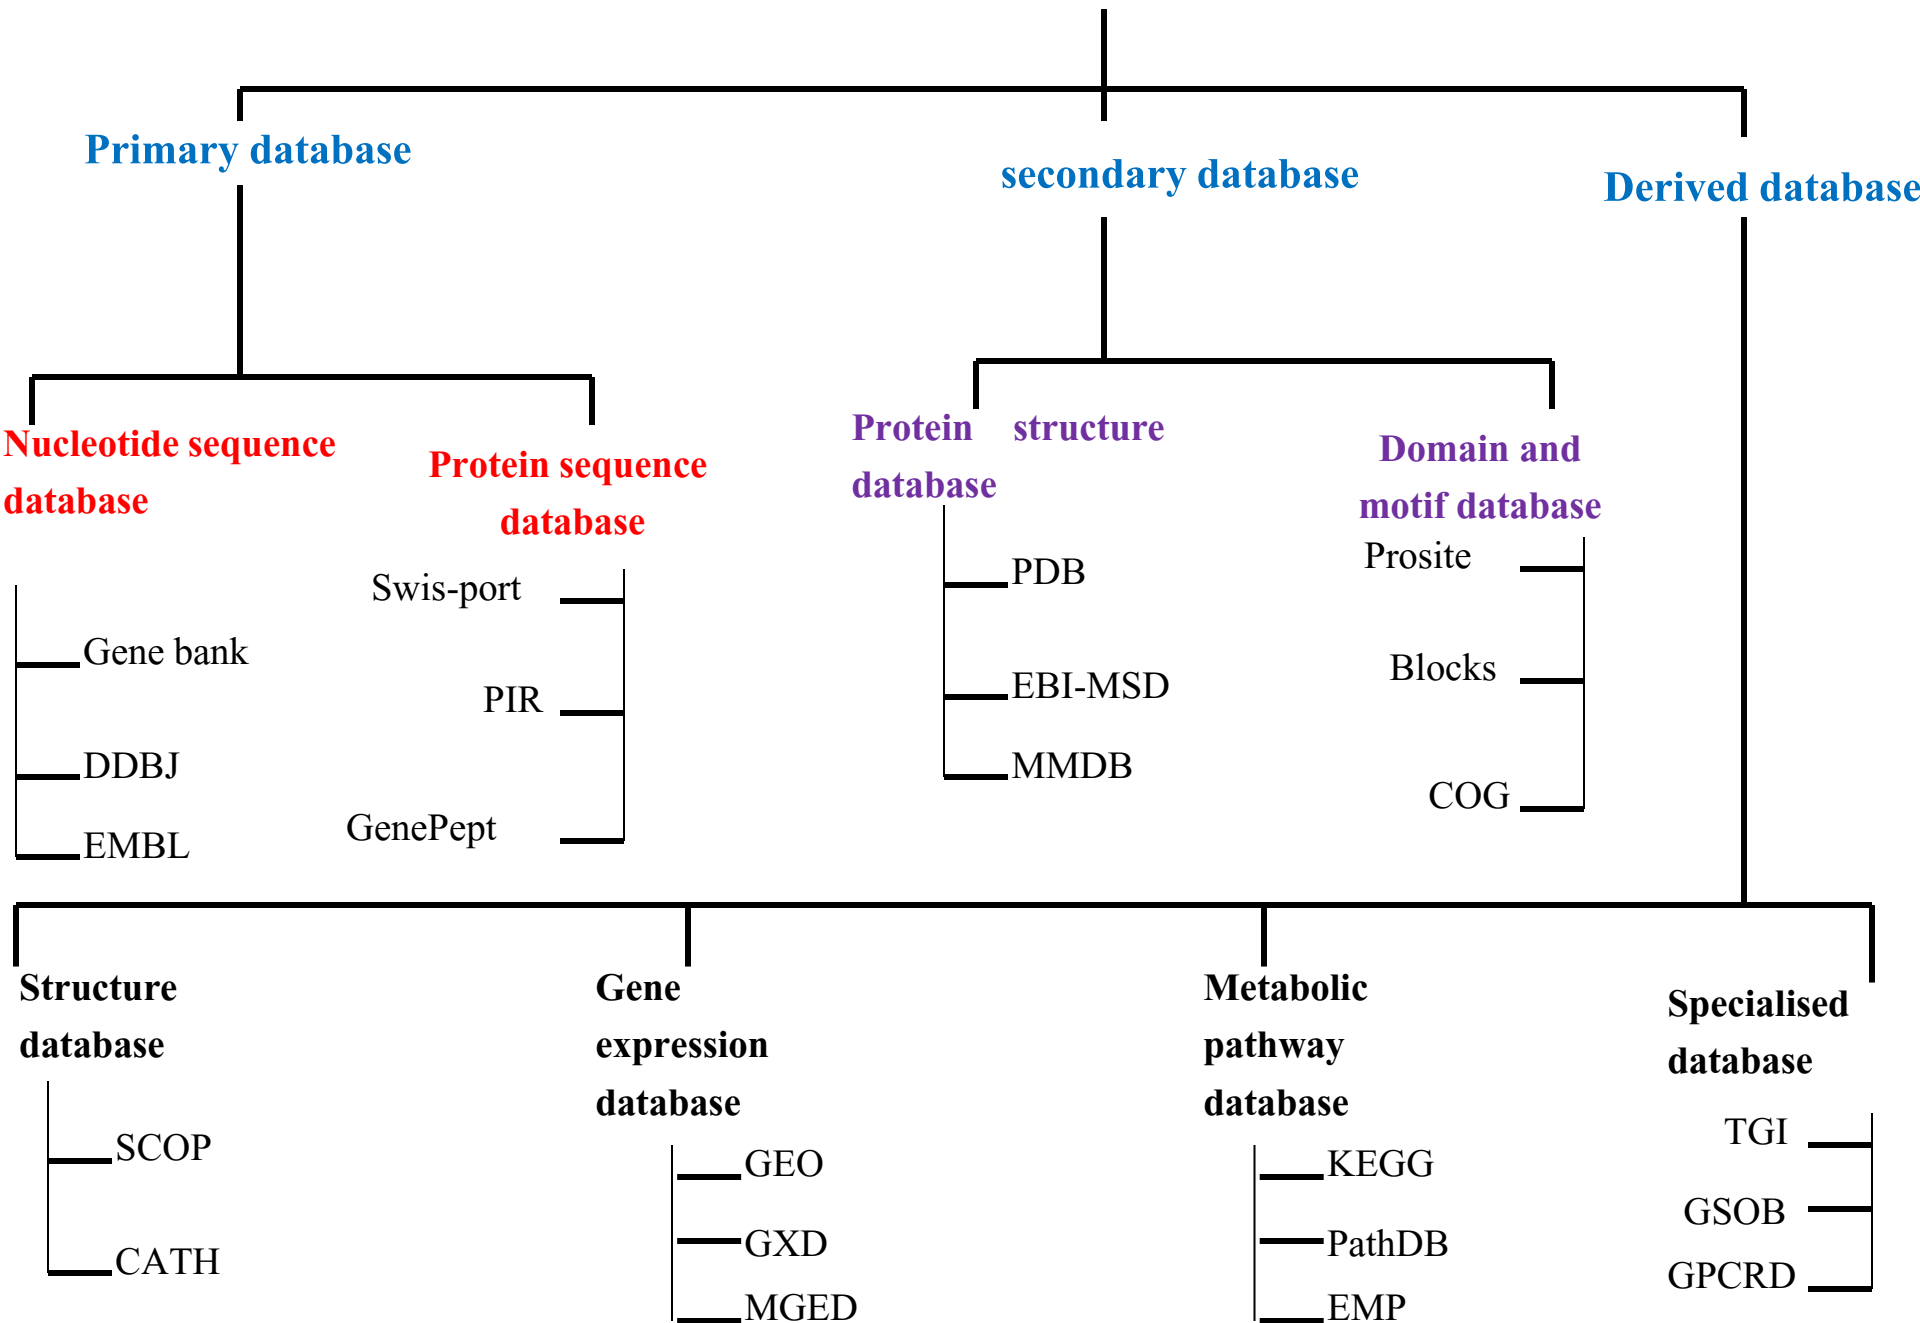 Primary database
secondary database
Derived database
Nucleotide sequence
database
Gene bank
DDBJ
EMBL
Protein sequence
database
Swis-port
PIR
GenePept
Protein structure
database
PDB
EBI-MSD
MMDB
Domain and
motif database
Prosite
Blocks
COG
Structure
database
SCOP
CATH
Gene
expression
database
GEO
GXD
MGED
Metabolic
pathway
database
KEGG
PathDB
EMP
Specialised
database
TGI
GSOB
GPCRD